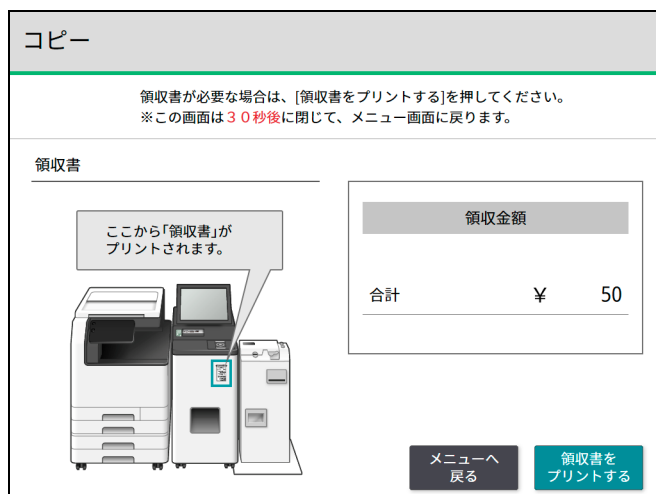 コピー
領収書が必要な場合は、[領収書をプリントする]を押してください。
※この画面は３０秒後に閉じて、メニュー画面に戻ります。
領収書
ここから「領収書」が
プリントされます。
領収金額
合計 ￥ 50
メニューへ
戻る
領収書を
プリントする